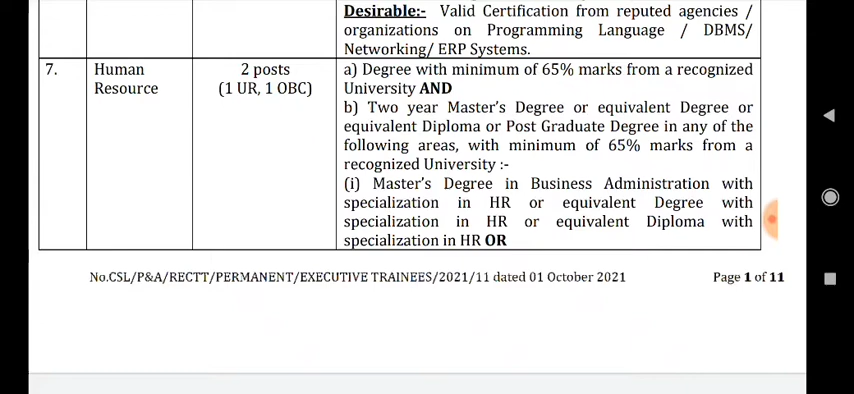 Desirable:- Valid Certification from reputed agencies /
organizations on Programming Language / DBMS/
Networking/ ERP Systems.
7.
Human
Resource
2 posts
(1 UR, 1 OBC)
a) Degree with minimum of 65% marks from a recognized
University AND
b) Two year Master's Degree or equivalent Degree or
equivalent Diploma or Post Graduate Degree in any of the
following areas, with minimum of 65% marks from a
recognized University :-
(i) Master's Degree in Business Administration with
specialization in HR or equivalent Degree with
specialization in HR or equivalent Diploma with
specialization in HR OR
No.CSL/P&A/RECTT/PERMANENT/EXECUTIVE TRAINEES/2021/11 dated 01 October 2021
Page 1 of 11